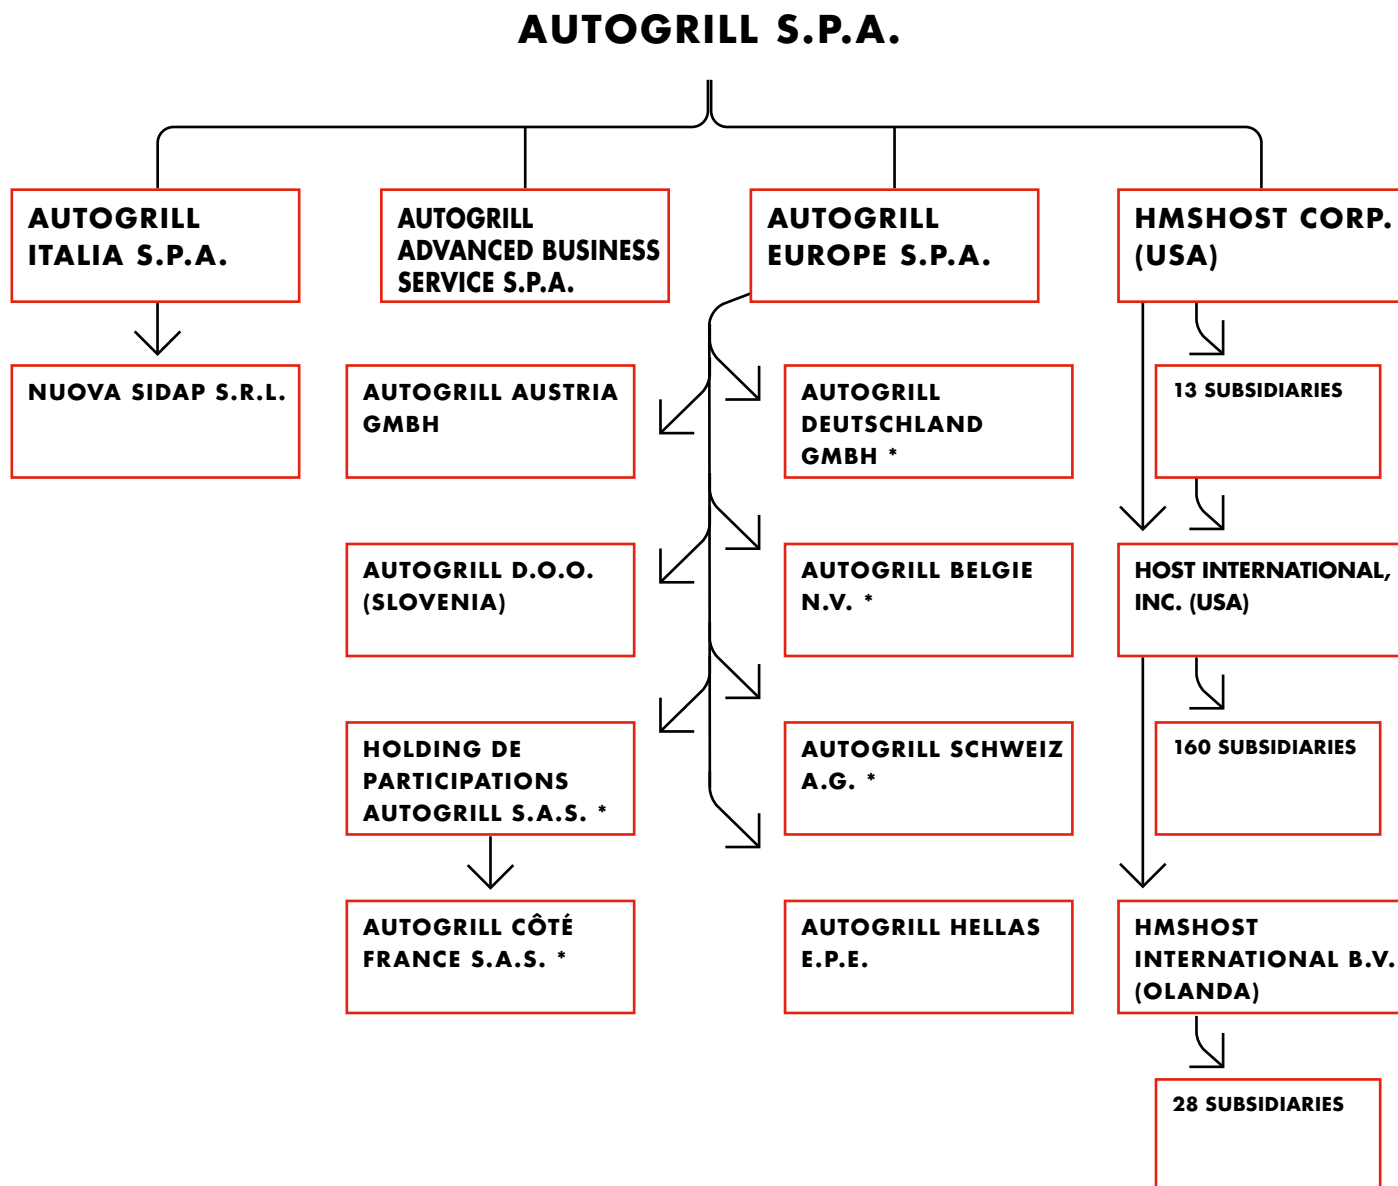 AUTOGRILL S.P.A.
AUTOGRILL
ITALIA S.P.A.
AUTOGRILL
ADVANCED BUSINESS
SERVICE S.P.A.
AUTOGRILL
EUROPE S.P.A.
HMSHOST CORP.
(USA)
NUOVA SIDAP S.R.L.
AUTOGRILL AUSTRIA
GMBH
AUTOGRILL
DEUTSCHLAND
GMBH *
13 SUBSIDIARIES
AUTOGRILL D.O.O.
(SLOVENIA)
AUTOGRILL BELGIE
N.V. *
HOST INTERNATIONAL,
INC. (USA)
HOLDING DE
PARTICIPATIONS
AUTOGRILL S.A.S. *
AUTOGRILL SCHWEIZ
A.G. *
160 SUBSIDIARIES
AUTOGRILL CÔTÉ
FRANCE S.A.S. *
AUTOGRILL HELLAS
E.P.E.
HMSHOST
INTERNATIONAL B.V.
(OLANDA)
28 SUBSIDIARIES